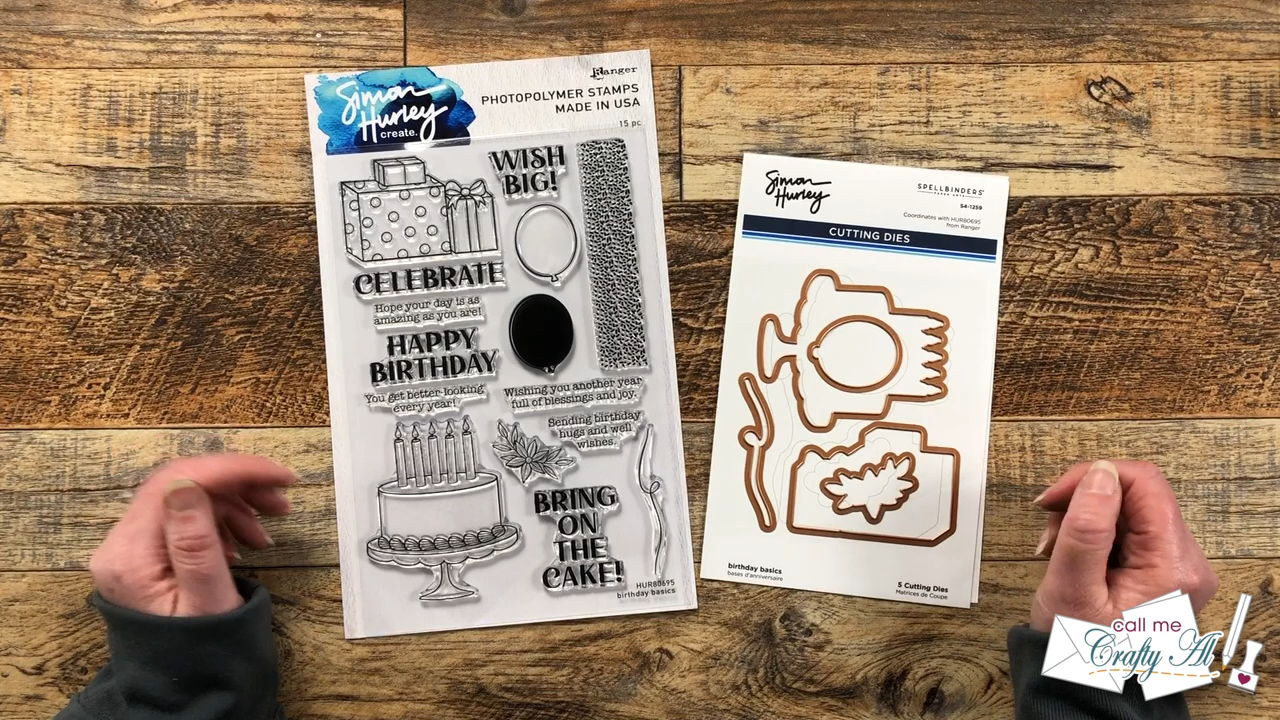 Simon
Hurley
create.
Ranger
PHOTOPOLYMER STAMPS
MADE IN USA
15 pc
WISH
BIG!
CELEBRATE
Hope your day is as
amazing as you are!
HAPPY
BIRTHDAY
You get better-looking
every year!
Wishing you another year
full of blessings and joy.
Sending birthday
hugs and well
wishes.
BRING
ON
THE
CAKE!
HUR80695
birthday basics
Simon
Hurley
SPELLBINDERS
PAPER ARTS
S4-1259
Coordinates with HUR80695
from Ranger
CUTTING DIES
birthday basics
bases d'anniversaire
5 Cutting Dies
Matrices de Coupe
call me
Crafty Al